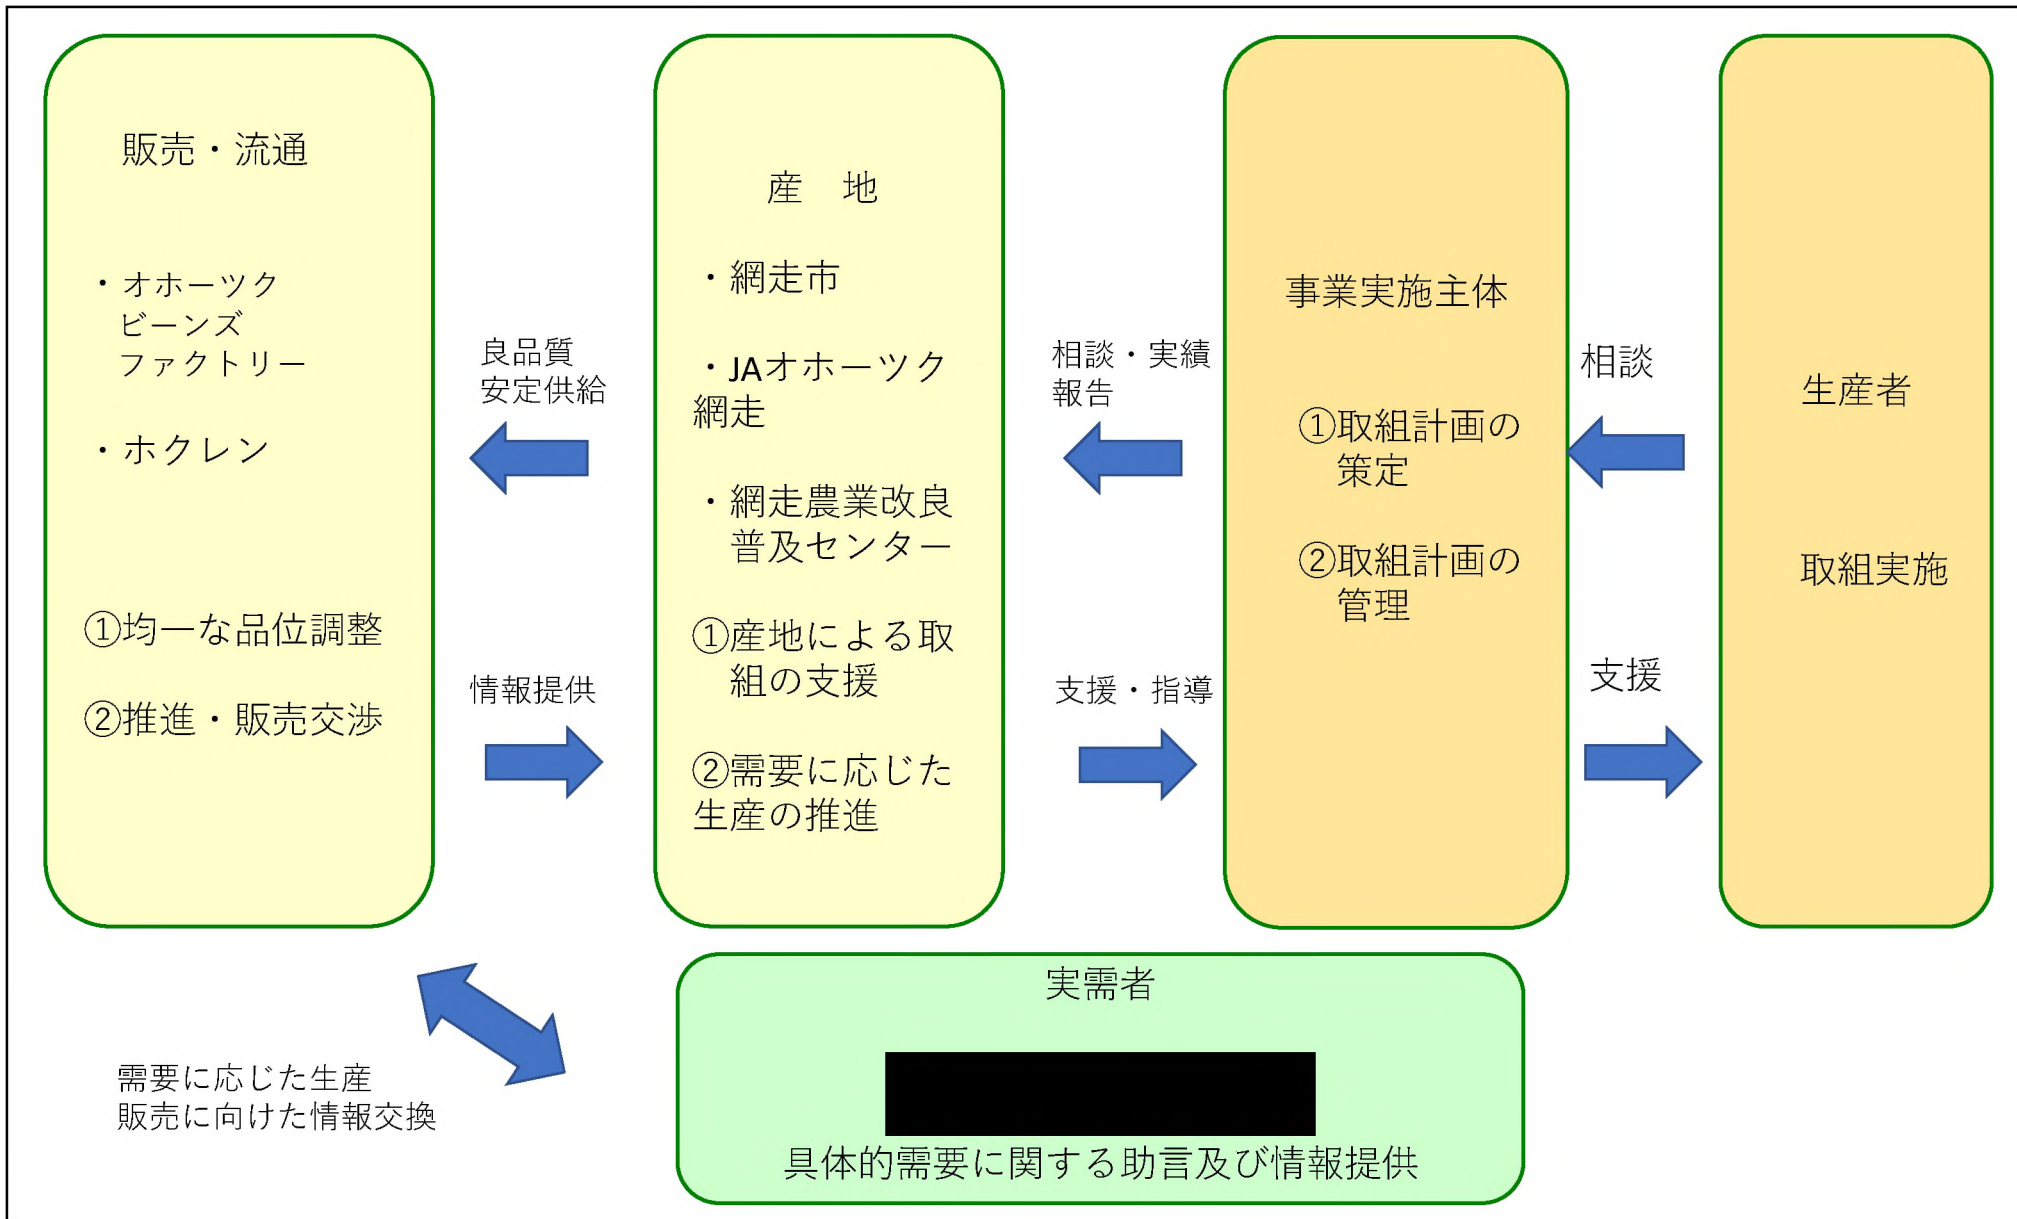 販売・流通
・オホーツク
ビーンズ
ファクトリー
・ホクレン
①均一な品位調整
②推進・販売交渉
良品質
安定供給
情報提供
産　地
・網走市
・JAオホーツク
網走
・網走農業改良
普及センター
①産地による取
組の支援
②需要に応じた
生産の推進
相談・実績
報告
支援・指導
事業実施主体
①取組計画の
策定
②取組計画の
管理
相談
支援
生産者
取組実施
需要に応じた生産
販売に向けた情報交換
実需者
具体的需要に関する助言及び情報提供